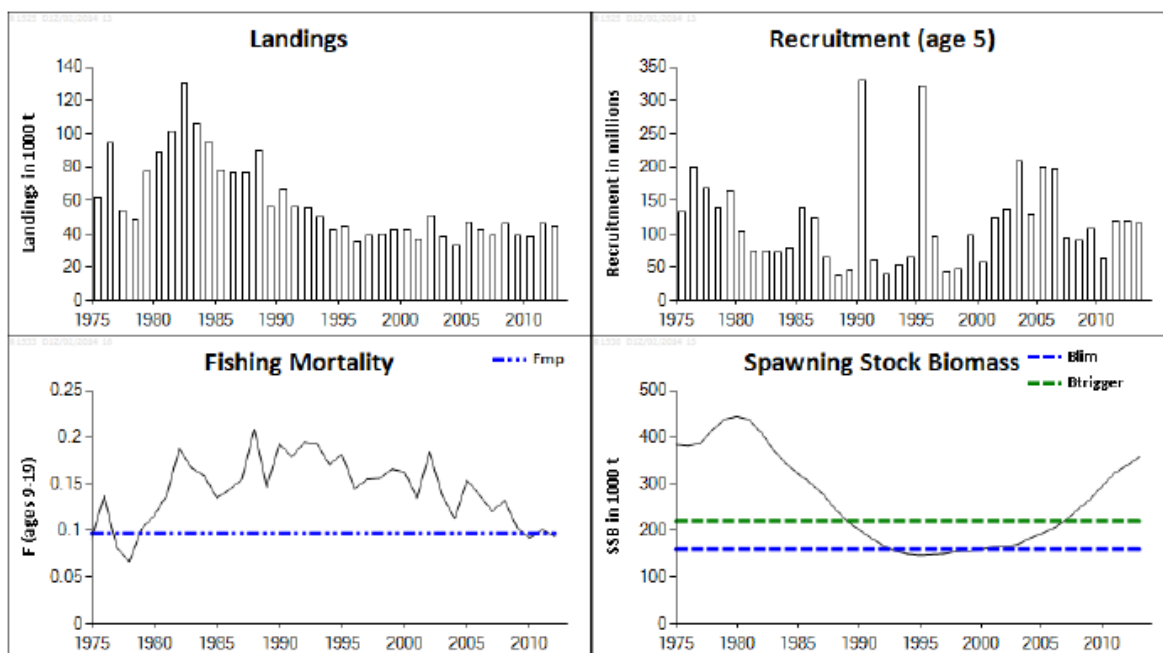 Landings
Landings in 1000 t
140
120
100
80
60
40
20
0
1975 1980 1985 1990 1995 2000 2005 2010
Recruitment (age 5)
Recruitment in millions
350
300
250
200
150
100
50
0
1975 1980 1985 1990 1995 2000 2005 2010
Fishing Mortality
Fmp
F (ages 9-19)
0.25
0.2
0.15
0.1
0.05
0
1975 1980 1985 1990 1995 2000 2005 2010
Spawning Stock Biomass
Blim
Btrigger
SSB in 1000 t
500
400
300
200
100
0
1975 1980 1985 1990 1995 2000 2005 2010